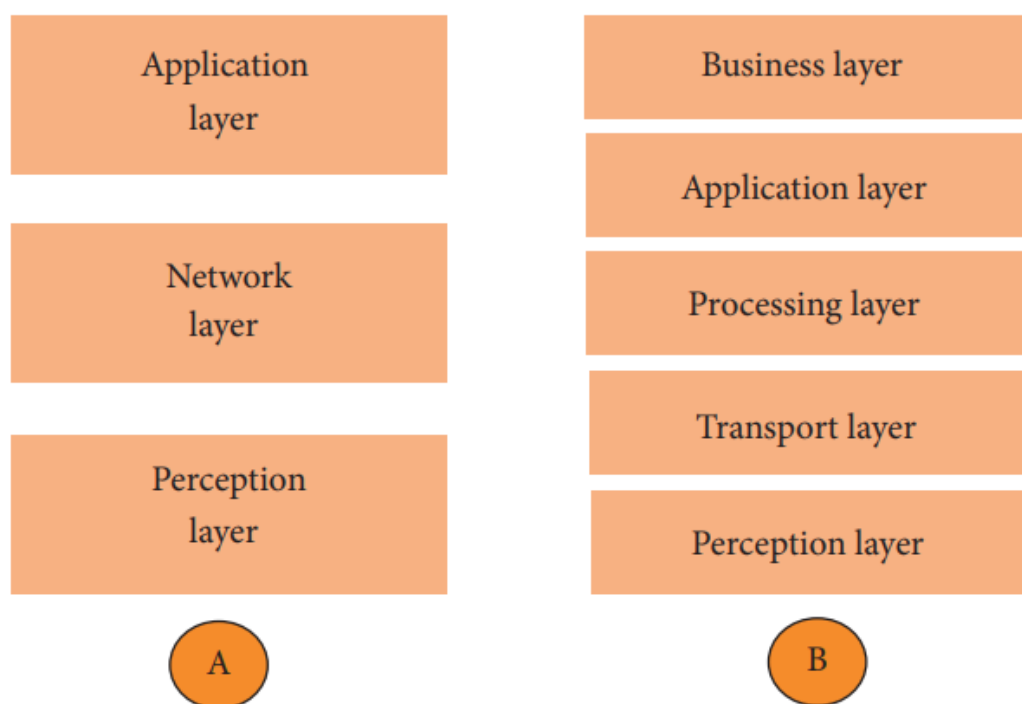 Application
layer
Network
layer
Perception
layer
A
Business layer
Application layer
Processing layer
Transport layer
Perception layer
B